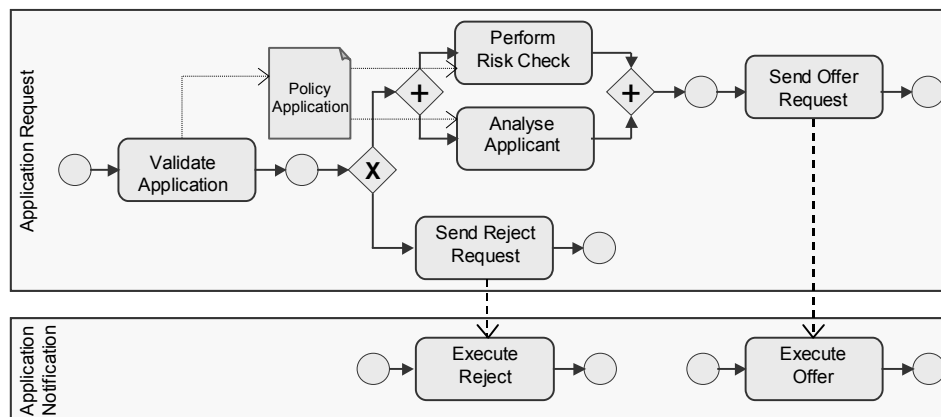 Application Request
Perform
Risk Check
Policy
Application
+
+
Send Offer
Request
Analyse
Applicant
Validate
Application
X
Send Reject
Request
Application
Notification
Execute
Reject
Execute
Offer